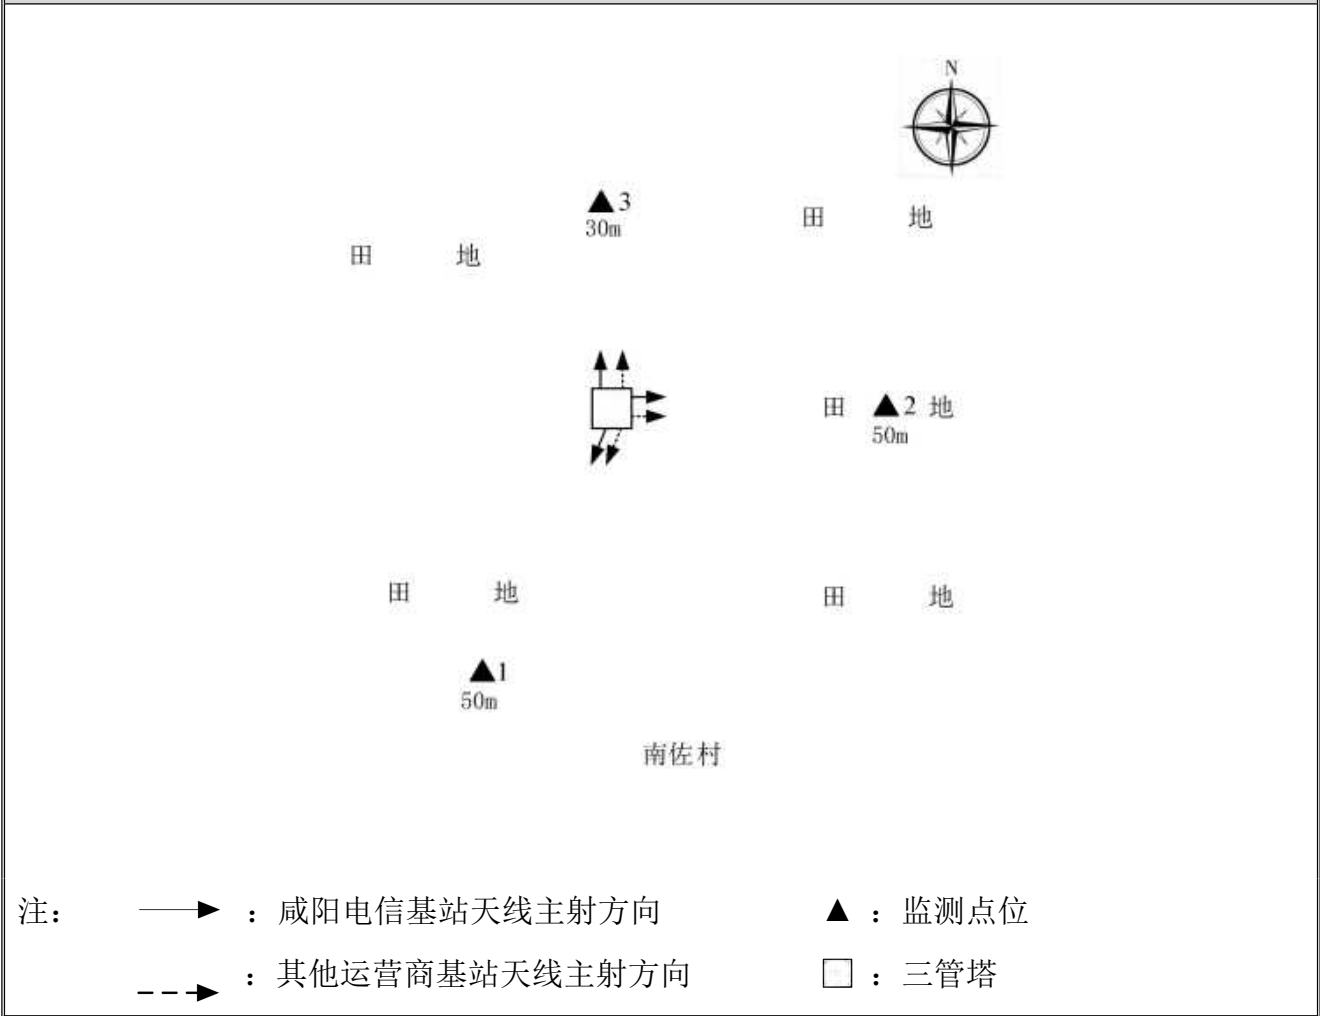 N
▲3
30m
田 地
田 地
田 ▲2 地
50m
田 地
田 地
▲1
50m
南佐村
注： ：咸阳电信基站天线主射方向 ▲：监测点位
：其他运营商基站天线主射方向 □：三管塔